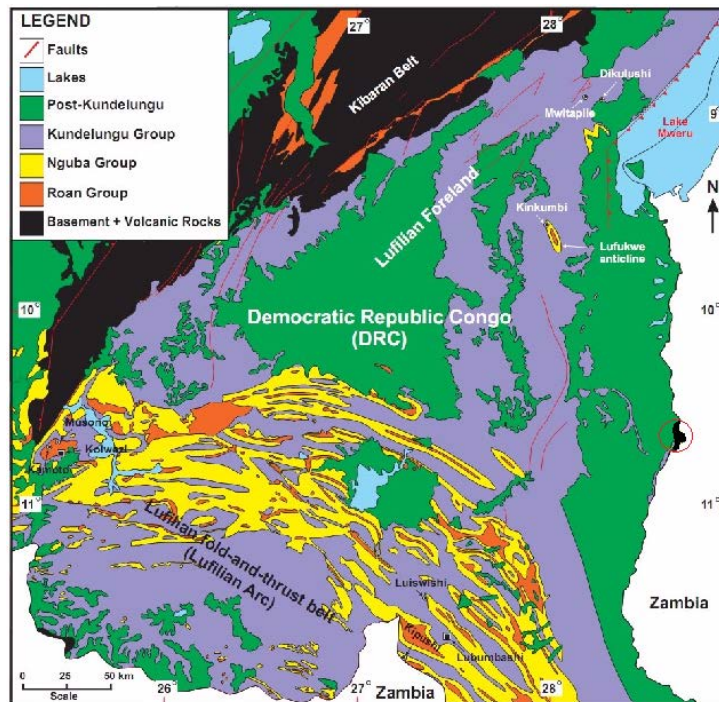 LEGEND
Faults
Lakes
Post-Kundelungu
Kundelungu Group
Nguba Group
Roan Group
Basement + Volcanic Rocks
27°
28°
Kibaran Belt
Dikulushi
Mwitapile
9°
Lake
Mweru
N
Lufilian Foreland
Kinkumbi
Lufukwe
anticline
10°
10°
Democratic Republic Congo
(DRC)
Musonoi
Kolwezi
Kamoto
11°
11°
Lufilian fold-and-thrust belt
(Lufilian Arc)
Luiswishi
Kipushi
Lubumbashi
Zambia
Zambia
0 25 50 km
Scale
26°
27°
28°